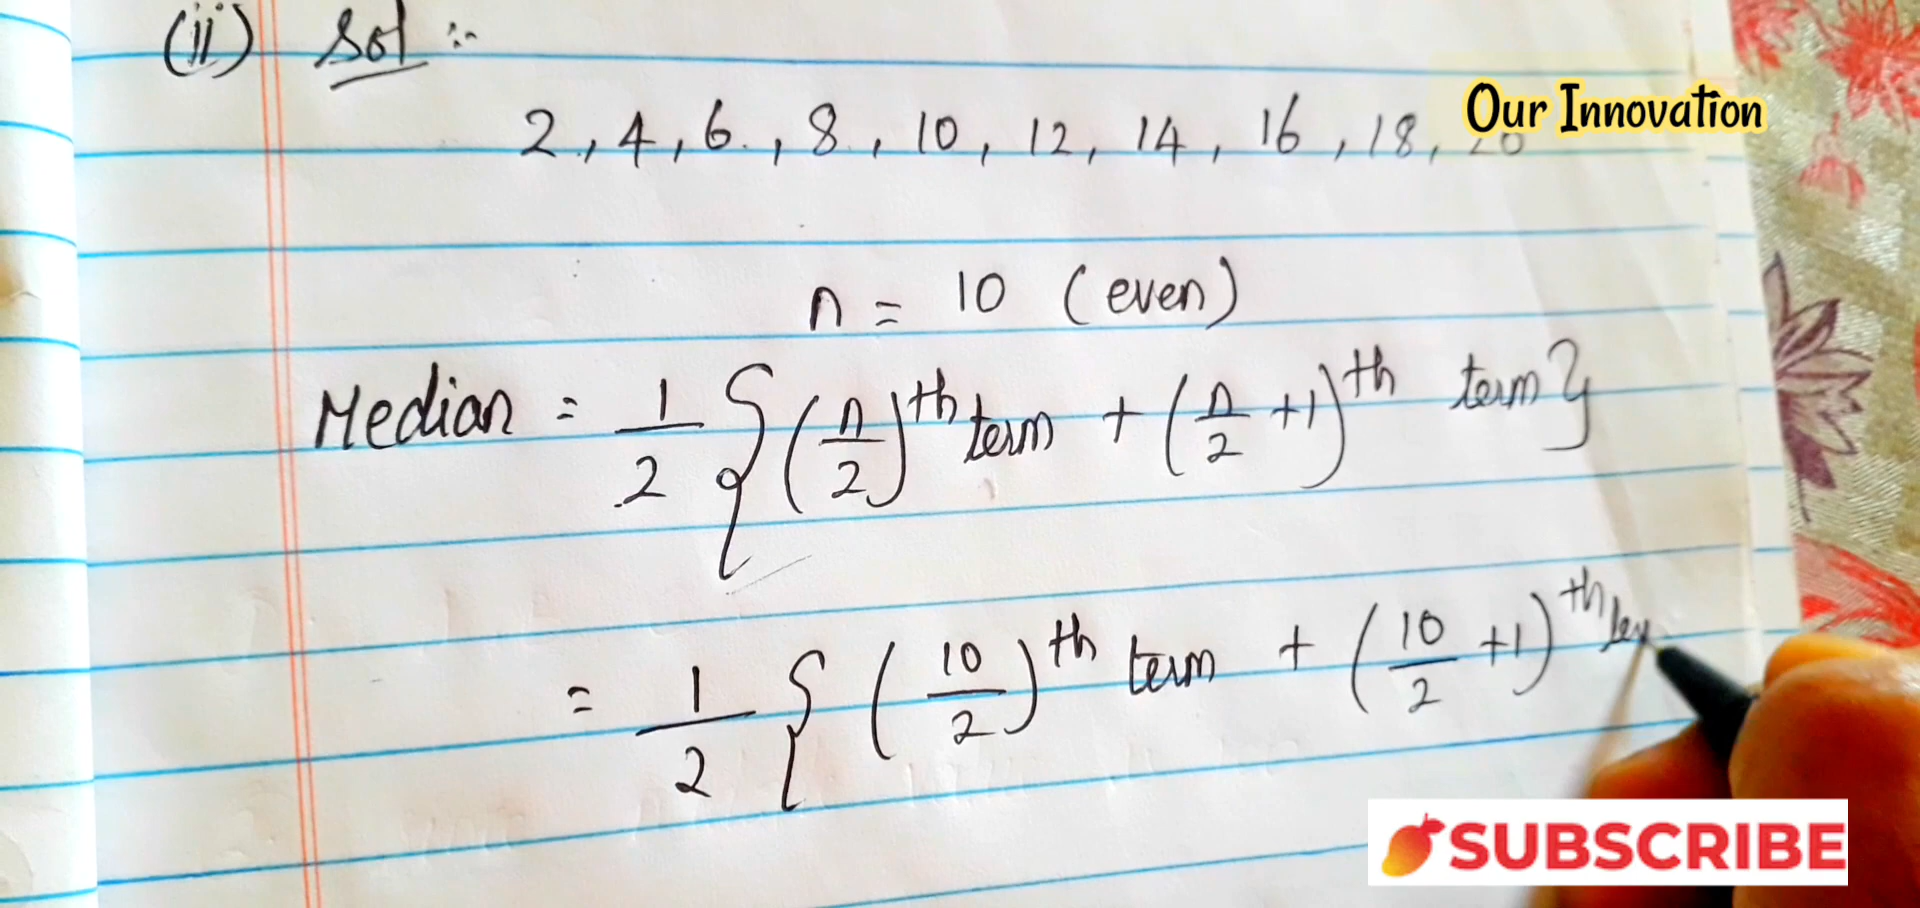 (ii) Sol :-
Our Innovation
2, 4, 6, 8, 10, 12, 14, 16, 18, 20
n = 10 (even)
Median = 1/2 { (n/2)th term + (n/2 + 1)th term }
= 1/2 { (10/2)th term + (10/2 + 1)th
SUBSCRIBE